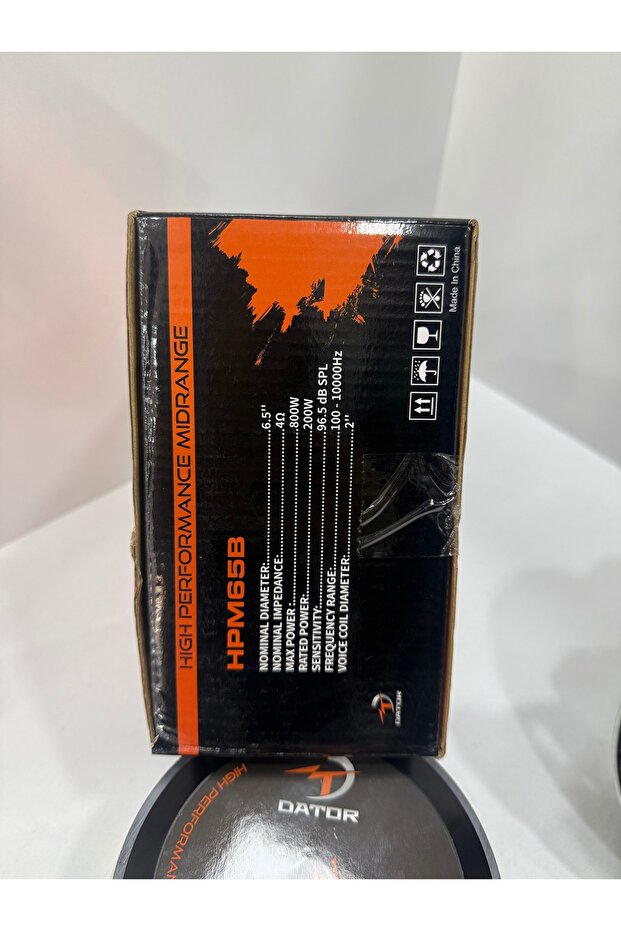 HIGH PERFORMANCE MIDRANGE
HPM65B
NOMINAL DIAMETER:..............................6.5''
NOMINAL IMPEDANCE:..............................4Ω
MAX POWER :..............................800W
RATED POWER:..............................200W
SENSITIVITY:..............................96.5 dB SPL
FREQUENCY RANGE:..............................100 - 10000Hz
VOICE COIL DIAMETER:..............................2''
Made In China
DATOR
DATOR
HIGH PERFORMAN